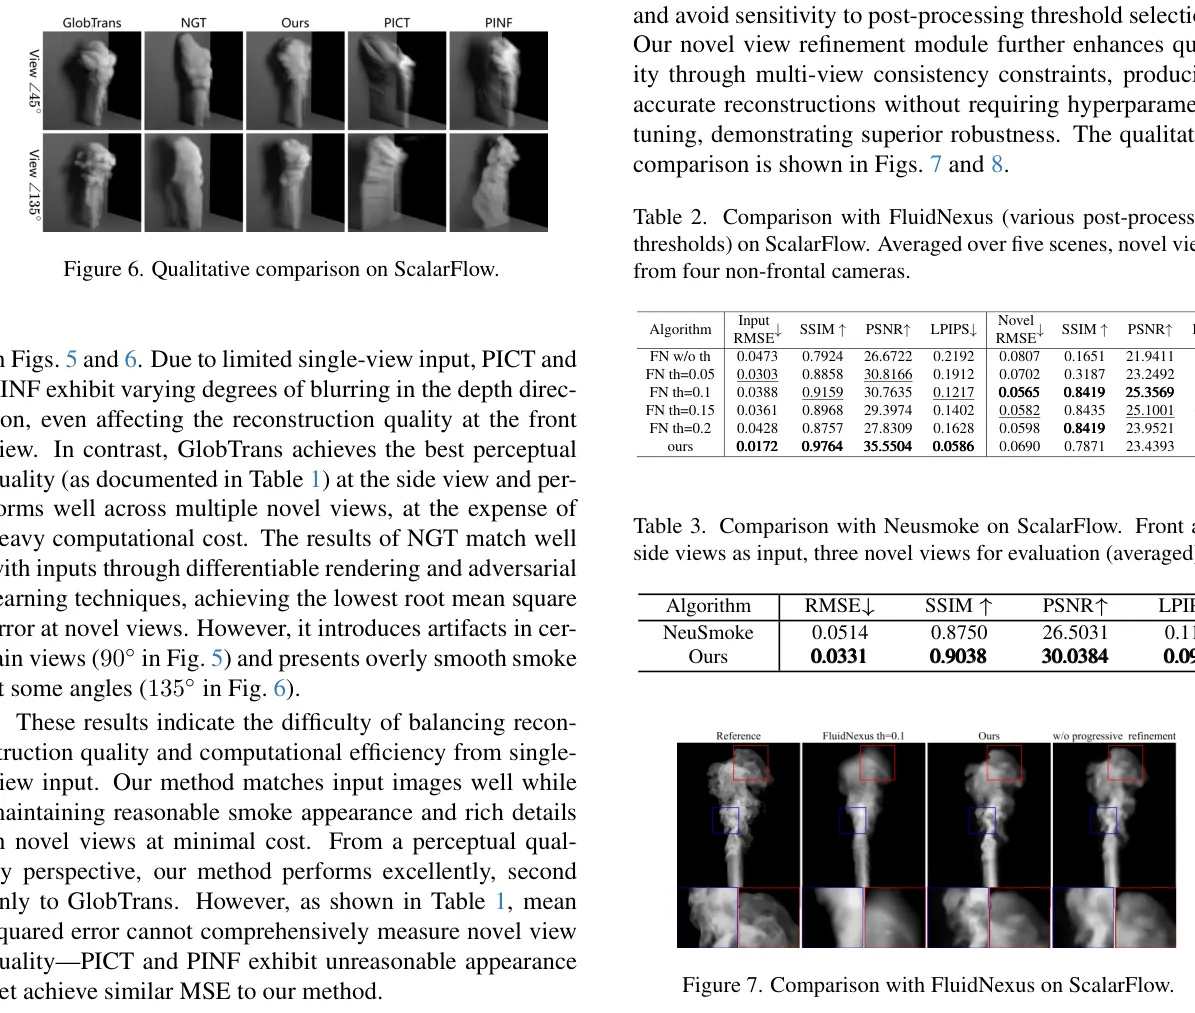 GlobTrans NGT Ours PICT PINF
View ∠45°
View ∠135°
Figure 6. Qualitative comparison on ScalarFlow.
n Figs. 5 and 6. Due to limited single-view input, PICT and
INF exhibit varying degrees of blurring in the depth direc-
on, even affecting the reconstruction quality at the front
iew. In contrast, GlobTrans achieves the best perceptual
uality (as documented in Table 1) at the side view and per-
orms well across multiple novel views, at the expense of
eavy computational cost. The results of NGT match well
with inputs through differentiable rendering and adversarial
earning techniques, achieving the lowest root mean square
rror at novel views. However, it introduces artifacts in cer-
ain views (90° in Fig. 5) and presents overly smooth smoke
t some angles (135° in Fig. 6).
These results indicate the difficulty of balancing recon-
truction quality and computational efficiency from single-
iew input. Our method matches input images well while
maintaining reasonable smoke appearance and rich details
n novel views at minimal cost. From a perceptual qual-
y perspective, our method performs excellently, second
nly to GlobTrans. However, as shown in Table 1, mean
quared error cannot comprehensively measure novel view
uality—PICT and PINF exhibit unreasonable appearance
et achieve similar MSE to our method.
and avoid sensitivity to post-processing threshold selectio
Our novel view refinement module further enhances qu
ity through multi-view consistency constraints, produci
accurate reconstructions without requiring hyperparame
tuning, demonstrating superior robustness. The qualitat
comparison is shown in Figs. 7 and 8.
Table 2. Comparison with FluidNexus (various post-process
thresholds) on ScalarFlow. Averaged over five scenes, novel vie
from four non-frontal cameras.
Algorithm Input RMSE↓ SSIM ↑ PSNR↑ LPIPS↓ Novel RMSE↓ SSIM ↑ PSNR↑
FN w/o th 0.0473 0.7924 26.6722 0.2192 0.0807 0.1651 21.9411
FN th=0.05 0.0303 0.8858 30.8166 0.1912 0.0702 0.3187 23.2492
FN th=0.1 0.0388 0.9159 30.7635 0.1217 0.0565 0.8419 25.3569
FN th=0.15 0.0361 0.8968 29.3974 0.1402 0.0582 0.8435 25.1001
FN th=0.2 0.0428 0.8757 27.8309 0.1628 0.0598 0.8419 23.9521
ours 0.0172 0.9764 35.5504 0.0586 0.0690 0.7871 23.4393
Table 3. Comparison with Neusmoke on ScalarFlow. Front a
side views as input, three novel views for evaluation (averaged)
Algorithm RMSE↓ SSIM ↑ PSNR↑ LPIP
NeuSmoke 0.0514 0.8750 26.5031 0.11
Ours 0.0331 0.9038 30.0384 0.09
Reference FluidNexus th=0.1 Ours w/o progressive refinement
Figure 7. Comparison with FluidNexus on ScalarFlow.